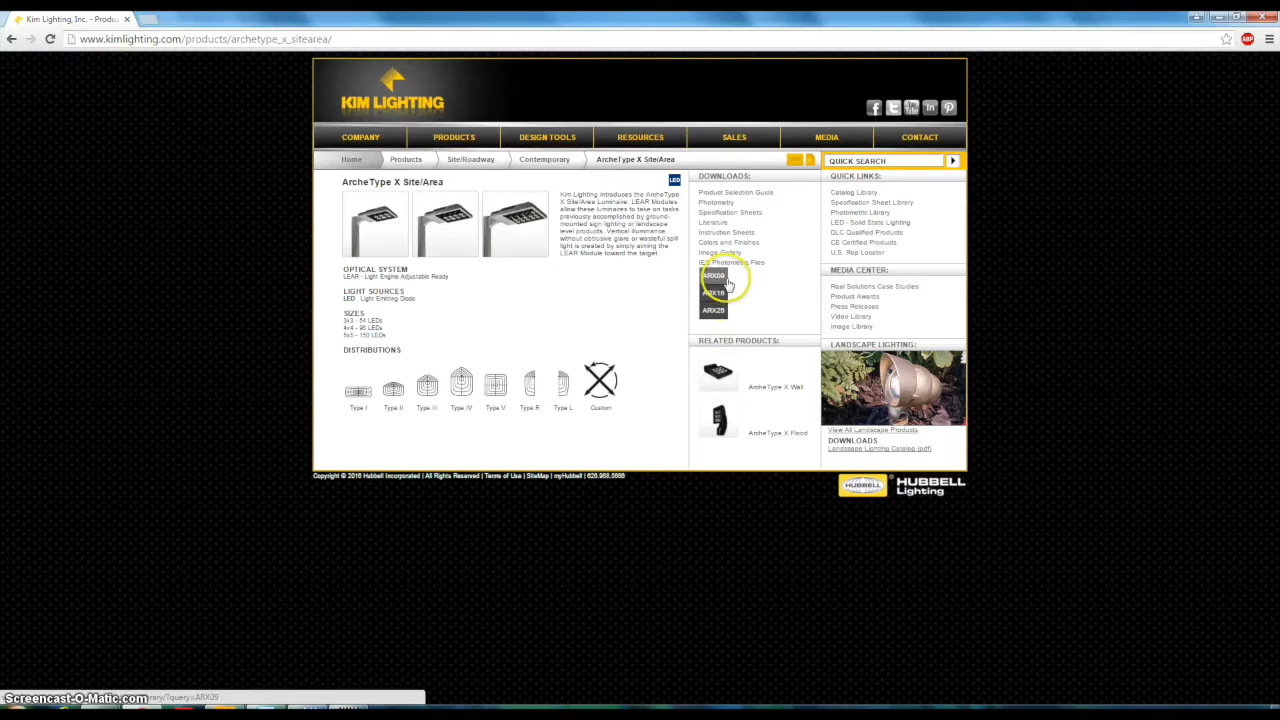 Kim Lighting, Inc. - Produc
www.kimlighting.com/products/archetype_x_sitearea/
ABP
KIM LIGHTING
COMPANY
PRODUCTS
DESIGN TOOLS
RESOURCES
SALES
MEDIA
CONTACT
Home
Products
Site/Roadway
Contemporary
ArcheType X Site/Area
QUICK SEARCH
ArcheType X Site/Area
LED
Kim Lighting introduces the ArcheType
X Site/Area Luminaire. LEAR Modules
allow these luminaires to take on tasks
previously accomplished by ground-
mounted sign lighting or landscape
level products. Vertical illuminance
without obtrusive glare or wasteful spill
light is created by simply aiming the
LEAR Module toward the target.
OPTICAL SYSTEM
LEAR - Light Engine Adjustable Ready
LIGHT SOURCES
LED Light Emitting Diode
SIZES
3x3 - 54 LEDs
4x4 - 96 LEDs
5x5 - 150 LEDs
DISTRIBUTIONS
Type I
Type II
Type III
Type IV
Type V
Type R
Type L
Custom
DOWNLOADS:
Product Selection Guide
Photometry
Specification Sheets
Literature
Instruction Sheets
Colors and Finishes
Image Gallery
IES Photometric Files
ARX09
ARX16
ARX25
RELATED PRODUCTS:
ArcheType X Wall
ArcheType X Flood
QUICK LINKS:
Catalog Library
Specification Sheet Library
Photometric Library
LED - Solid State Lighting
DLC Qualified Products
CE Certified Products
U.S. Rep Locator
MEDIA CENTER:
Real Solutions Case Studies
Product Awards
Press Releases
Video Library
Image Library
LANDSCAPE LIGHTING:
View All Landscape Products
DOWNLOADS
Landscape Lighting Catalog (pdf)
Copyright © 2016 Hubbell Incorporated | All Rights Reserved | Terms of Use | SiteMap | myHubbell | 626.968.5666
HUBBELL
HUBBELL
Lighting
Screencast-O-Matic.com
rary/?query=ARX09